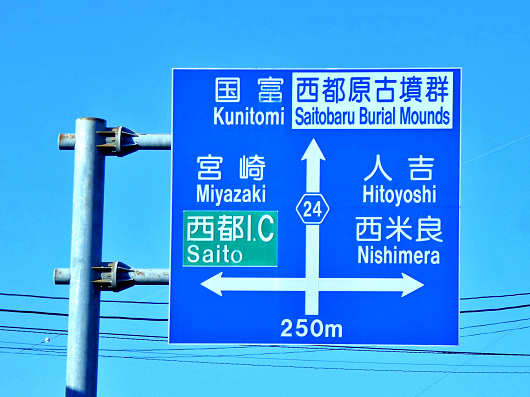 国富 西都原古墳群
Kunitomi Saitobaru Burial Mounds
宮崎 人吉
Miyazaki Hitoyoshi
24
西都I.C 西米良
Saito Nishimera
250m